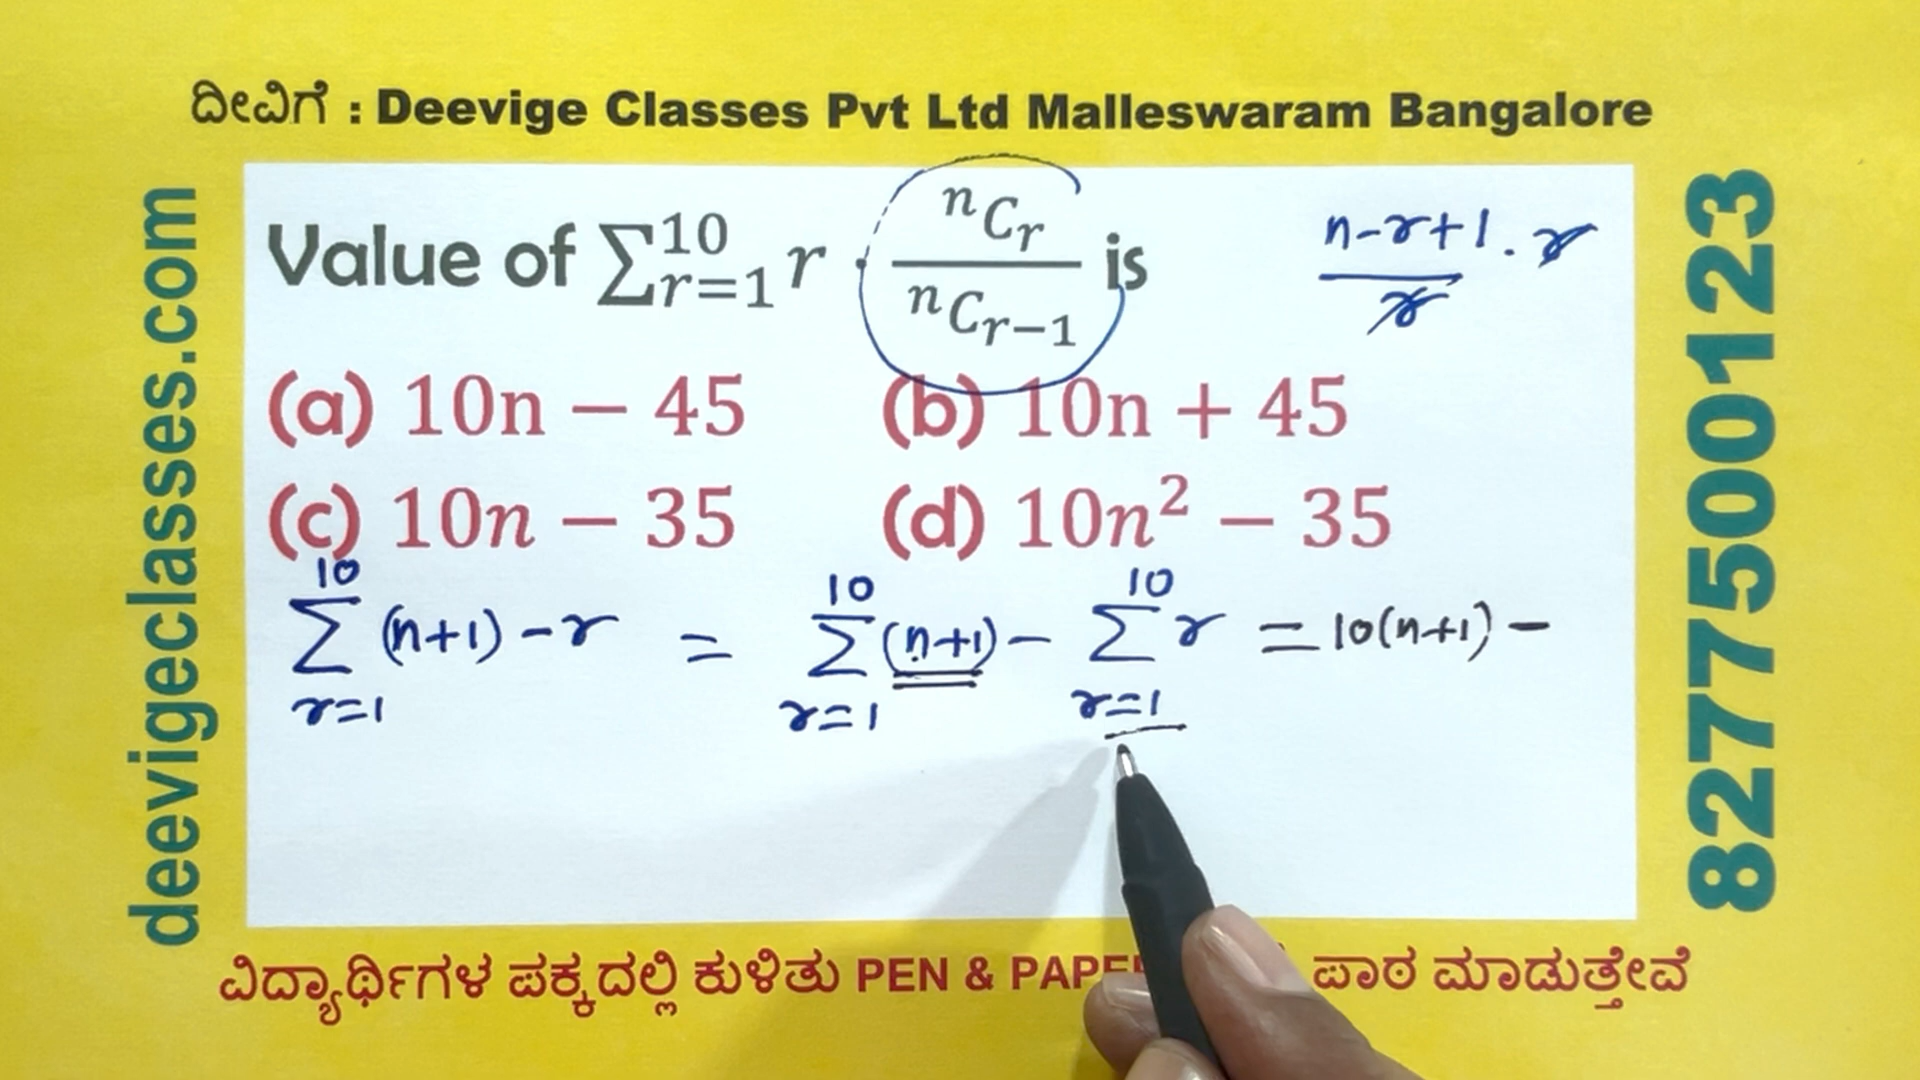 ದೀವಿಗೆ : Deevige Classes Pvt Ltd Malleswaram Bangalore
deevigeclasses.com
Value of ∑_{r=1}^{10} r · ⁿC_r / ⁿC_{r−1} is
n-r+1 . r / r
(a) 10n − 45 (b) 10n + 45
(c) 10n − 35 (d) 10n² − 35
∑_{r=1}^{10} (n+1) - r = ∑_{r=1}^{10} (n+1) - ∑_{r=1}^{10} r = 10(n+1) -
8277500123
ವಿದ್ಯಾರ್ಥಿಗಳ ಪಕ್ಕದಲ್ಲಿ ಕುಳಿತು PEN & ಪಾಠ ಮಾಡುತ್ತೇವೆ